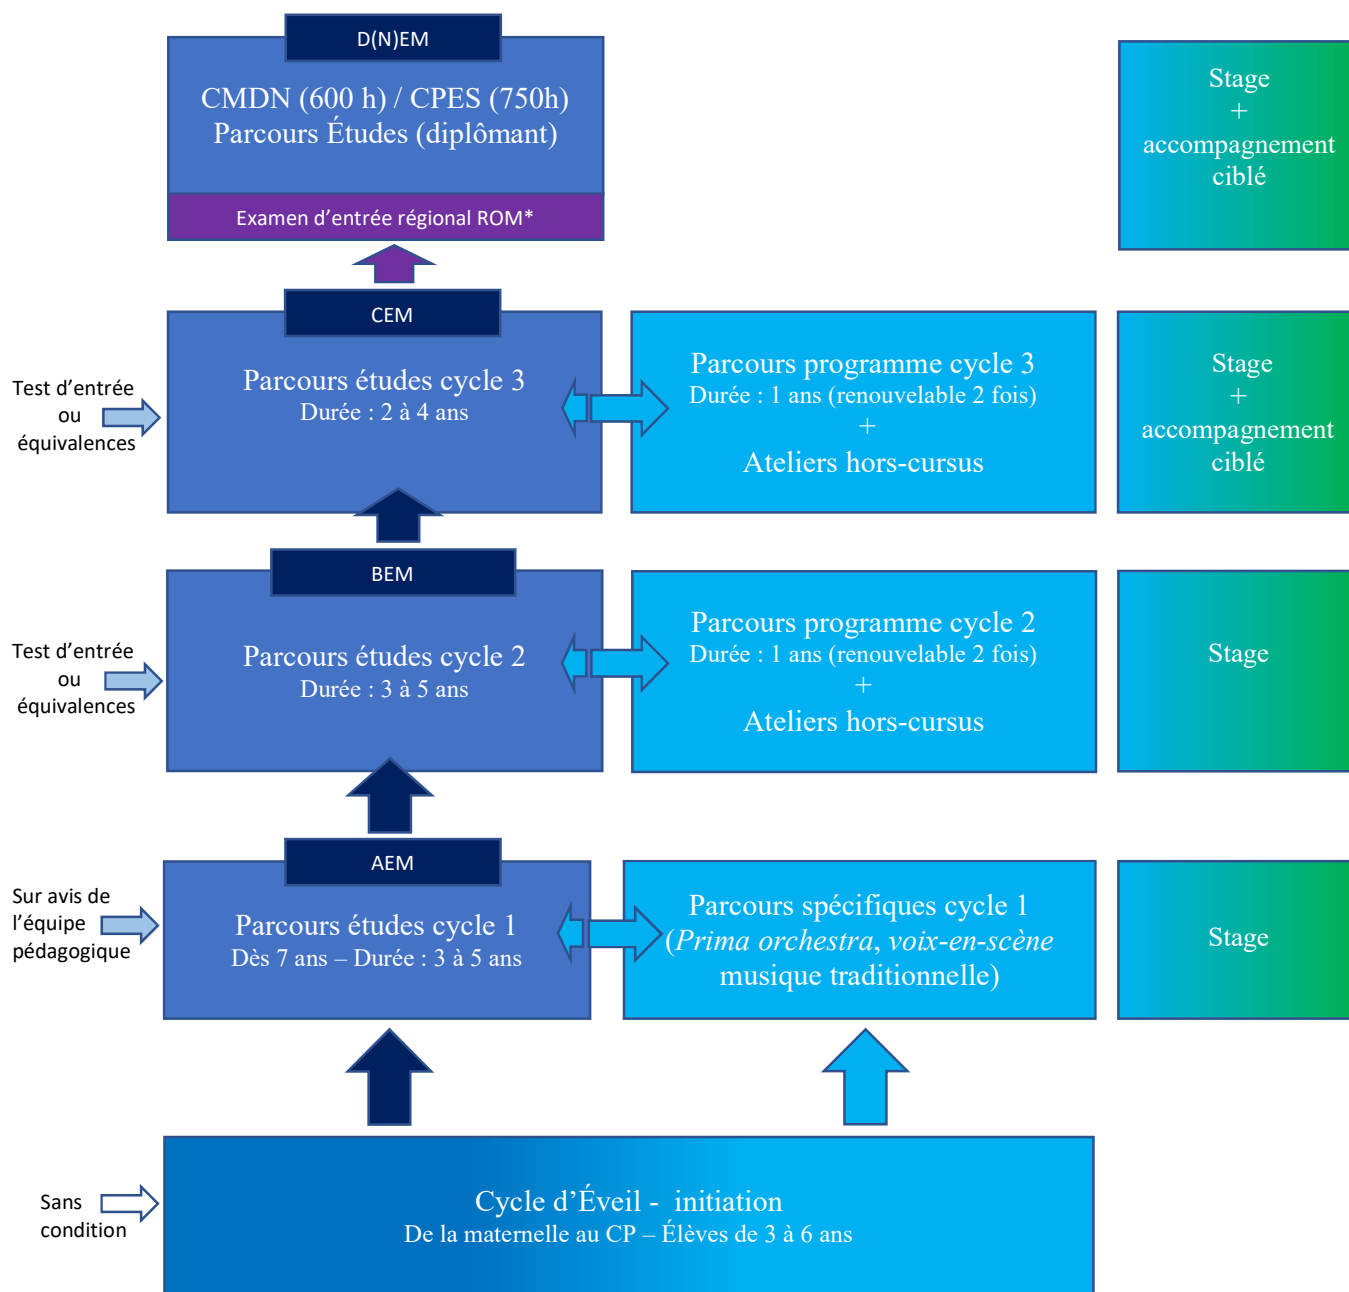 D(N)EM
CMDN (600 h) / CPES (750h)
Parcours Études (diplômant)
Examen d’entrée régional ROM*
Stage
+
accompagnement
ciblé
CEM
Parcours études cycle 3
Durée : 2 à 4 ans
Test d’entrée
ou
équivalences
Parcours programme cycle 3
Durée : 1 ans (renouvelable 2 fois)
+
Ateliers hors-cursus
Stage
+
accompagnement
ciblé
BEM
Parcours études cycle 2
Durée : 3 à 5 ans
Test d’entrée
ou
équivalences
Parcours programme cycle 2
Durée : 1 ans (renouvelable 2 fois)
+
Ateliers hors-cursus
Stage
AEM
Parcours études cycle 1
Dès 7 ans – Durée : 3 à 5 ans
Sur avis de
l’équipe
pédagogique
Parcours spécifiques cycle 1
(Prima orchestra, voix-en-scène
musique traditionnelle)
Stage
Sans
condition
Cycle d’Éveil - initiation
De la maternelle au CP – Élèves de 3 à 6 ans